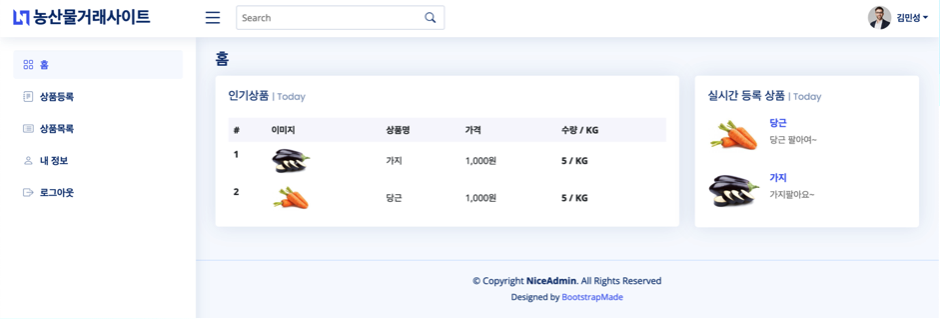 농산물거래사이트
Search
김민성
홈
상품등록
상품목록
내 정보
로그아웃
홈
인기상품 | Today
# 이미지 상품명 가격 수량 / KG
1 가지 1,000원 5 / KG
2 당근 1,000원 5 / KG
실시간 등록 상품 | Today
당근
당근 팔아여~
가지
가지팔아요~
© Copyright NiceAdmin. All Rights Reserved
Designed by BootstrapMade